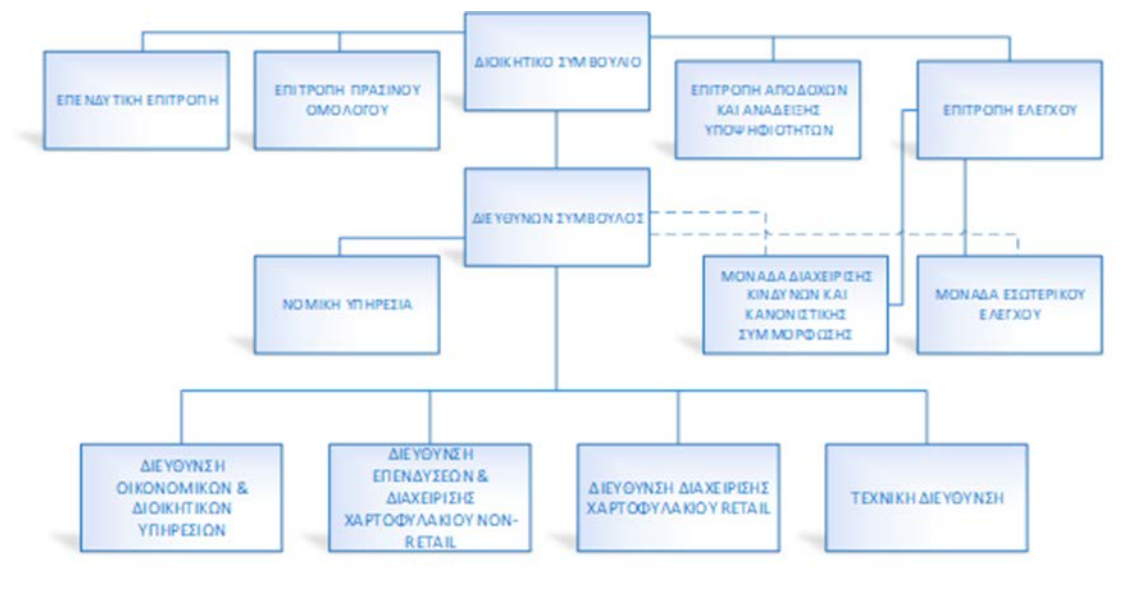 ΔΙΟΙΚΗΤΙΚΟ ΣΥΜΒΟΥΛΙΟ
ΕΠΕΝΔΥΤΙΚΗ ΕΠΙΤΡΟΠΗ
ΕΠΙΤΡΟΠΗ ΠΡΑΣΙΝΟΥ
ΟΜΟΛΟΓΟΥ
ΕΠΙΤΡΟΠΗ ΑΠΟΔΟΧΩΝ
ΚΑΙ ΑΝΑΔΕΙΞΗΣ
ΥΠΟΨΗΦΙΟΤΗΤΩΝ
ΕΠΙΤΡΟΠΗ ΕΛΕΓΧΟΥ
ΔΙΕΥΘΥΝΩΝ ΣΥΜΒΟΥΛΟΣ
ΝΟΜΙΚΗ ΥΠΗΡΕΣΙΑ
ΜΟΝΑΔΑ ΔΙΑΧΕΙΡΙΣΗΣ
ΚΙΝΔΥΝΩΝ ΚΑΙ
ΚΑΝΟΝΙΣΤΙΚΗΣ
ΣΥΜΜΟΡΦΩΣΗΣ
ΜΟΝΑΔΑ ΕΣΩΤΕΡΙΚΟΥ
ΕΛΕΓΧΟΥ
ΔΙΕΥΘΥΝΣΗ
ΟΙΚΟΝΟΜΙΚΩΝ &
ΔΙΟΙΚΗΤΙΚΩΝ
ΥΠΗΡΕΣΙΩΝ
ΔΙΕΥΘΥΝΣΗ
ΕΠΕΝΔΥΣΕΩΝ &
ΔΙΑΧΕΙΡΙΣΗΣ
ΧΑΡΤΟΦΥΛΑΚΙΟΥ NON-
RETAIL
ΔΙΕΥΘΥΝΣΗ ΔΙΑΧΕΙΡΙΣΗΣ
ΧΑΡΤΟΦΥΛΑΚΙΟΥ RETAIL
ΤΕΧΝΙΚΗ ΔΙΕΥΘΥΝΣΗ